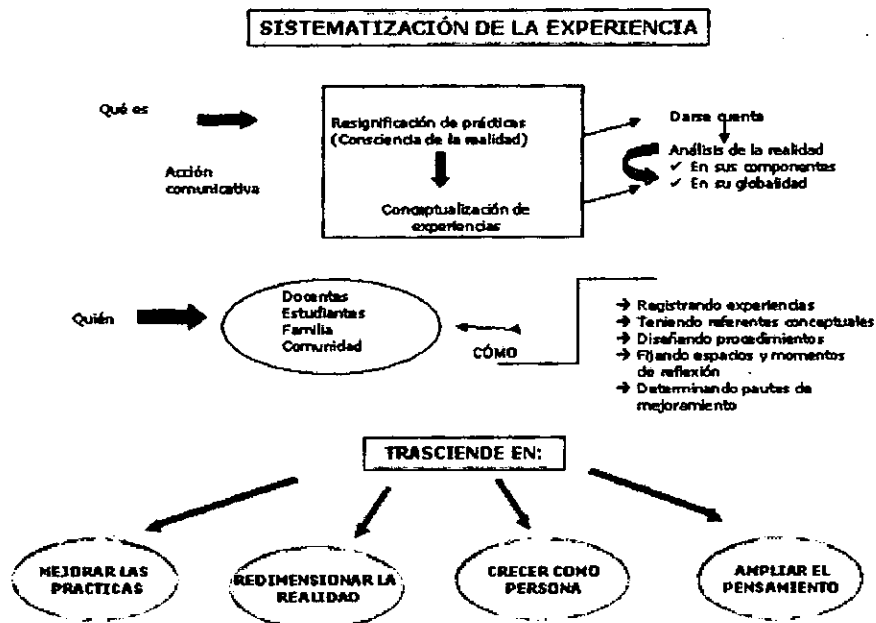 SISTEMATIZACIÓN DE LA EXPERIENCIA
Qué es
Acción
comunicativa
Resignificación de prácticas
(Consciencia de la realidad)
Conceptualización de
experiencias
Darse cuenta
Análisis de la realidad
✓ En sus componentes
✓ En su globalidad
Quién
Docentes
Estudiantes
Familia
Comunidad
CÓMO
→ Registrando experiencias
→ Teniendo referentes conceptuales
→ Diseñando procedimientos
→ Fijando espacios y momentos
de reflexión
→ Determinando pautas de
mejoramiento
TRASCIENDE EN:
MEJORAR LAS
PRACTICAS
REDIMENSIONAR LA
REALIDAD
CRECER COMO
PERSONA
AMPLIAR EL
PENSAMIENTO